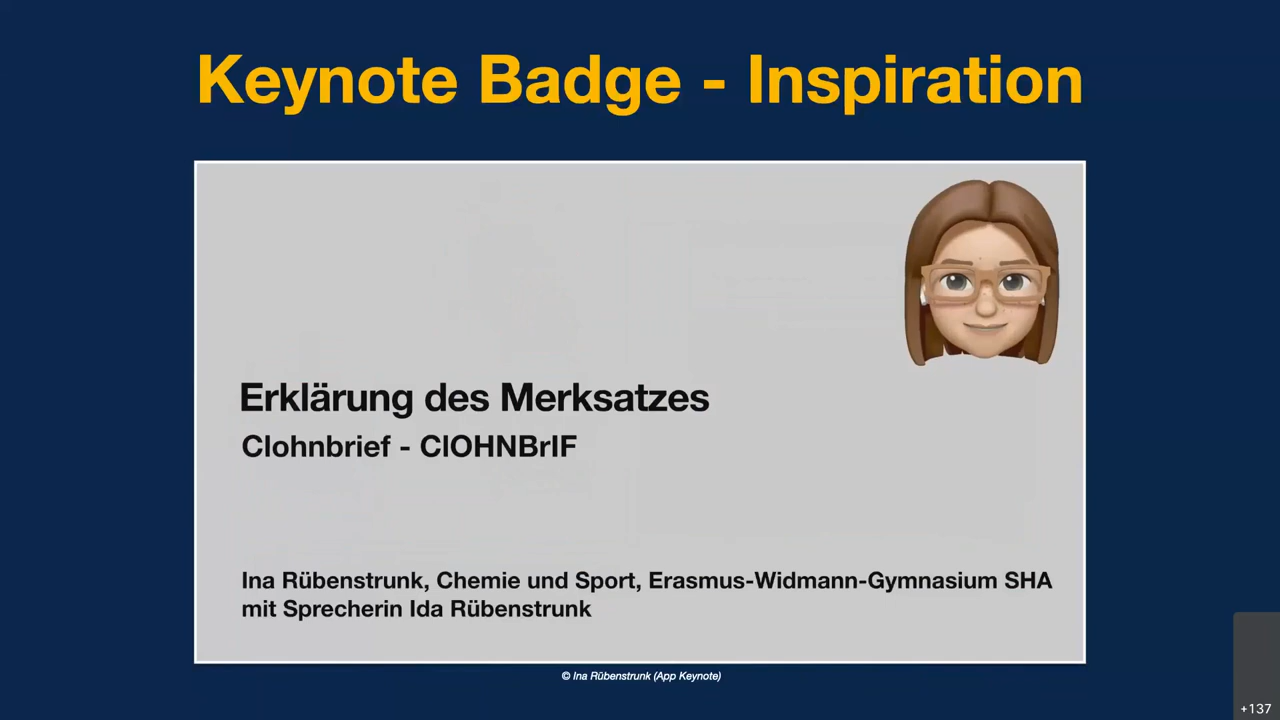 Keynote Badge - Inspiration
Erklärung des Merksatzes
Clohnbrief - ClOHNBrIF
Ina Rübenstrunk, Chemie und Sport, Erasmus-Widmann-Gymnasium SHA
mit Sprecherin Ida Rübenstrunk
© Ina Rübenstrunk (App Keynote)
+137